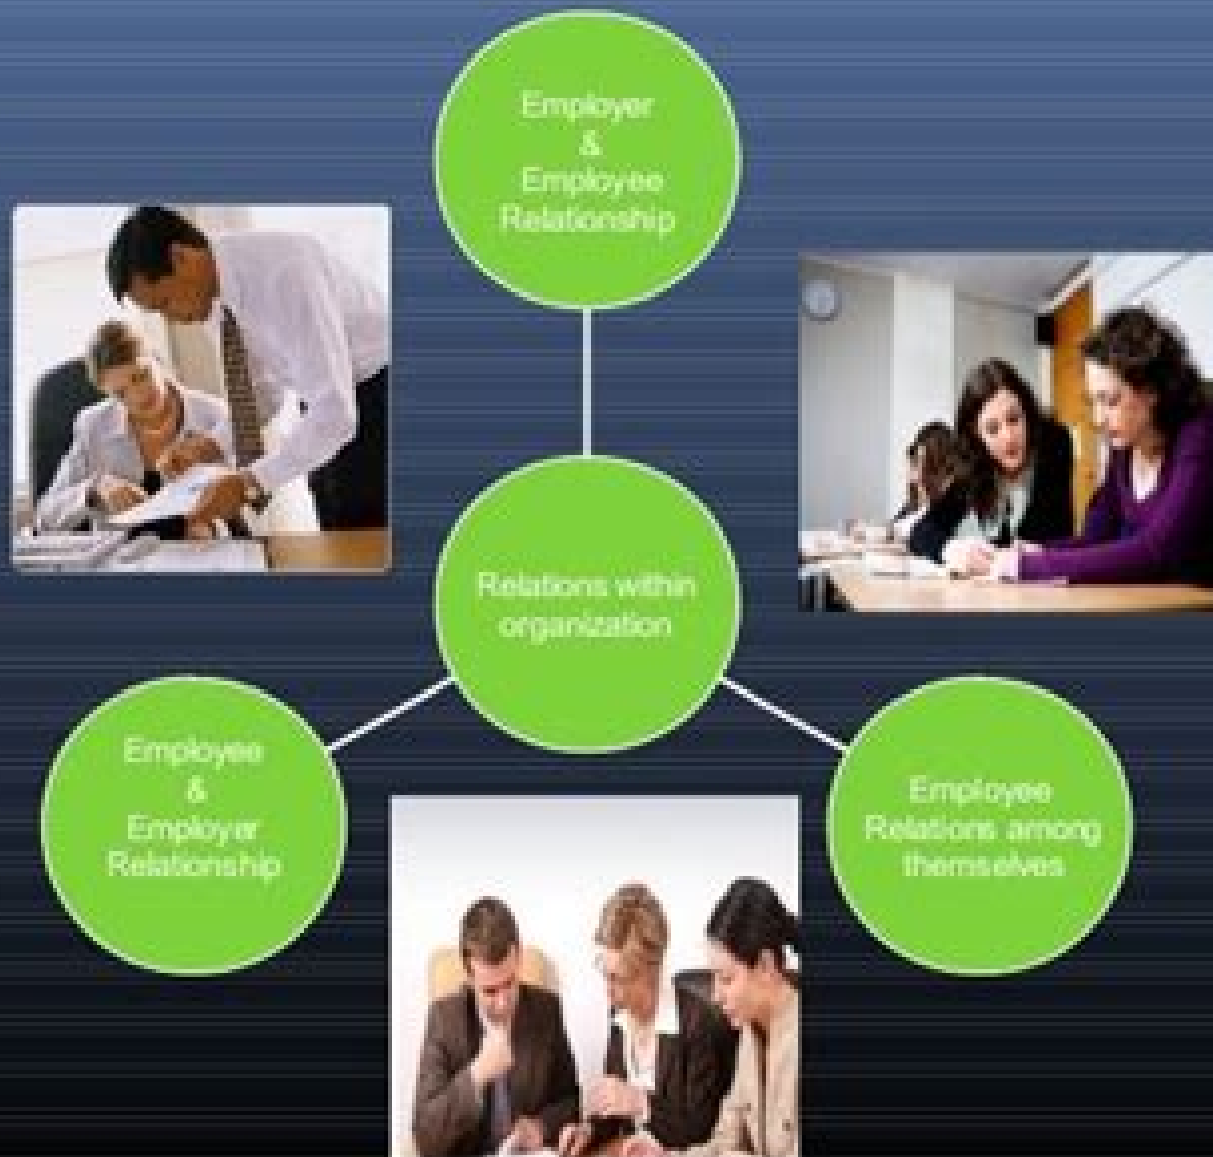 Employer
&
Employee
Relationship
Relations within
organization
Employee
&
Employer
Relationship
Employee
Relations among
themselves